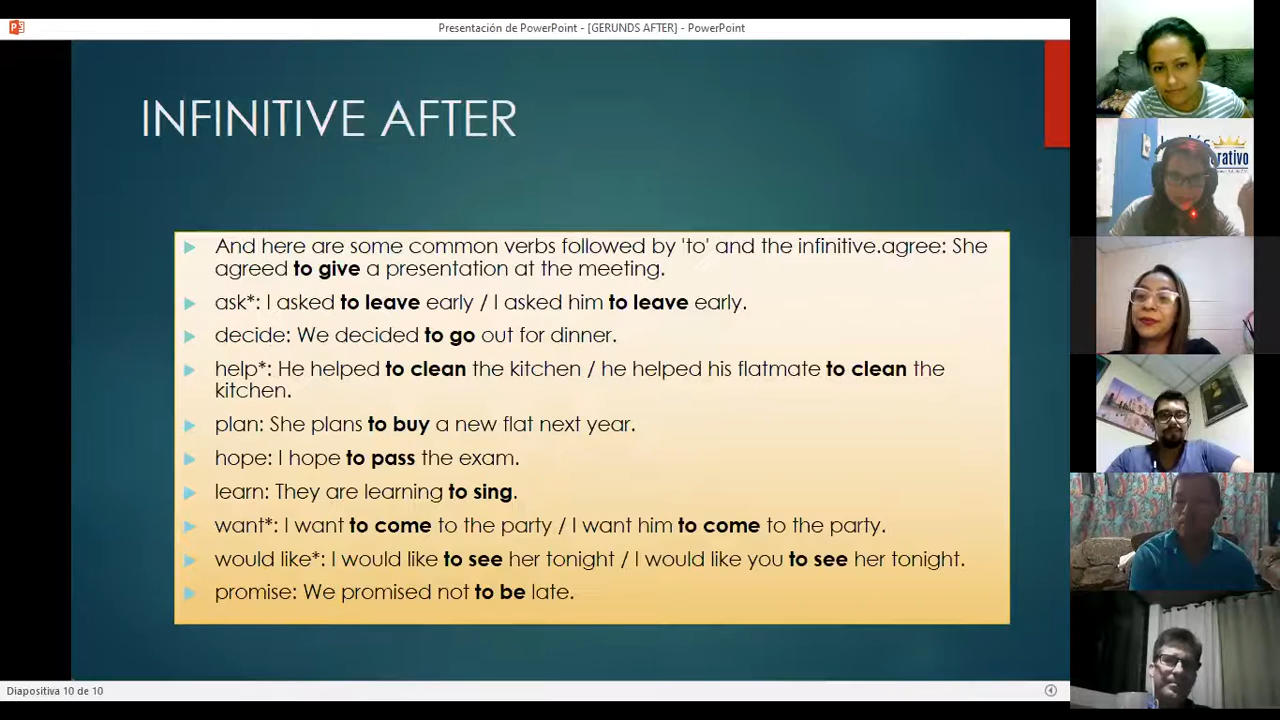 Presentación de PowerPoint - [GERUNDS AFTER] - PowerPoint
INFINITIVE AFTER
And here are some common verbs followed by 'to' and the infinitive.agree: She
agreed to give a presentation at the meeting.
ask*: I asked to leave early / I asked him to leave early.
decide: We decided to go out for dinner.
help*: He helped to clean the kitchen / he helped his flatmate to clean the
kitchen.
plan: She plans to buy a new flat next year.
hope: I hope to pass the exam.
learn: They are learning to sing.
want*: I want to come to the party / I want him to come to the party.
would like*: I would like to see her tonight / I would like you to see her tonight.
promise: We promised not to be late.
Diapositiva 10 de 10